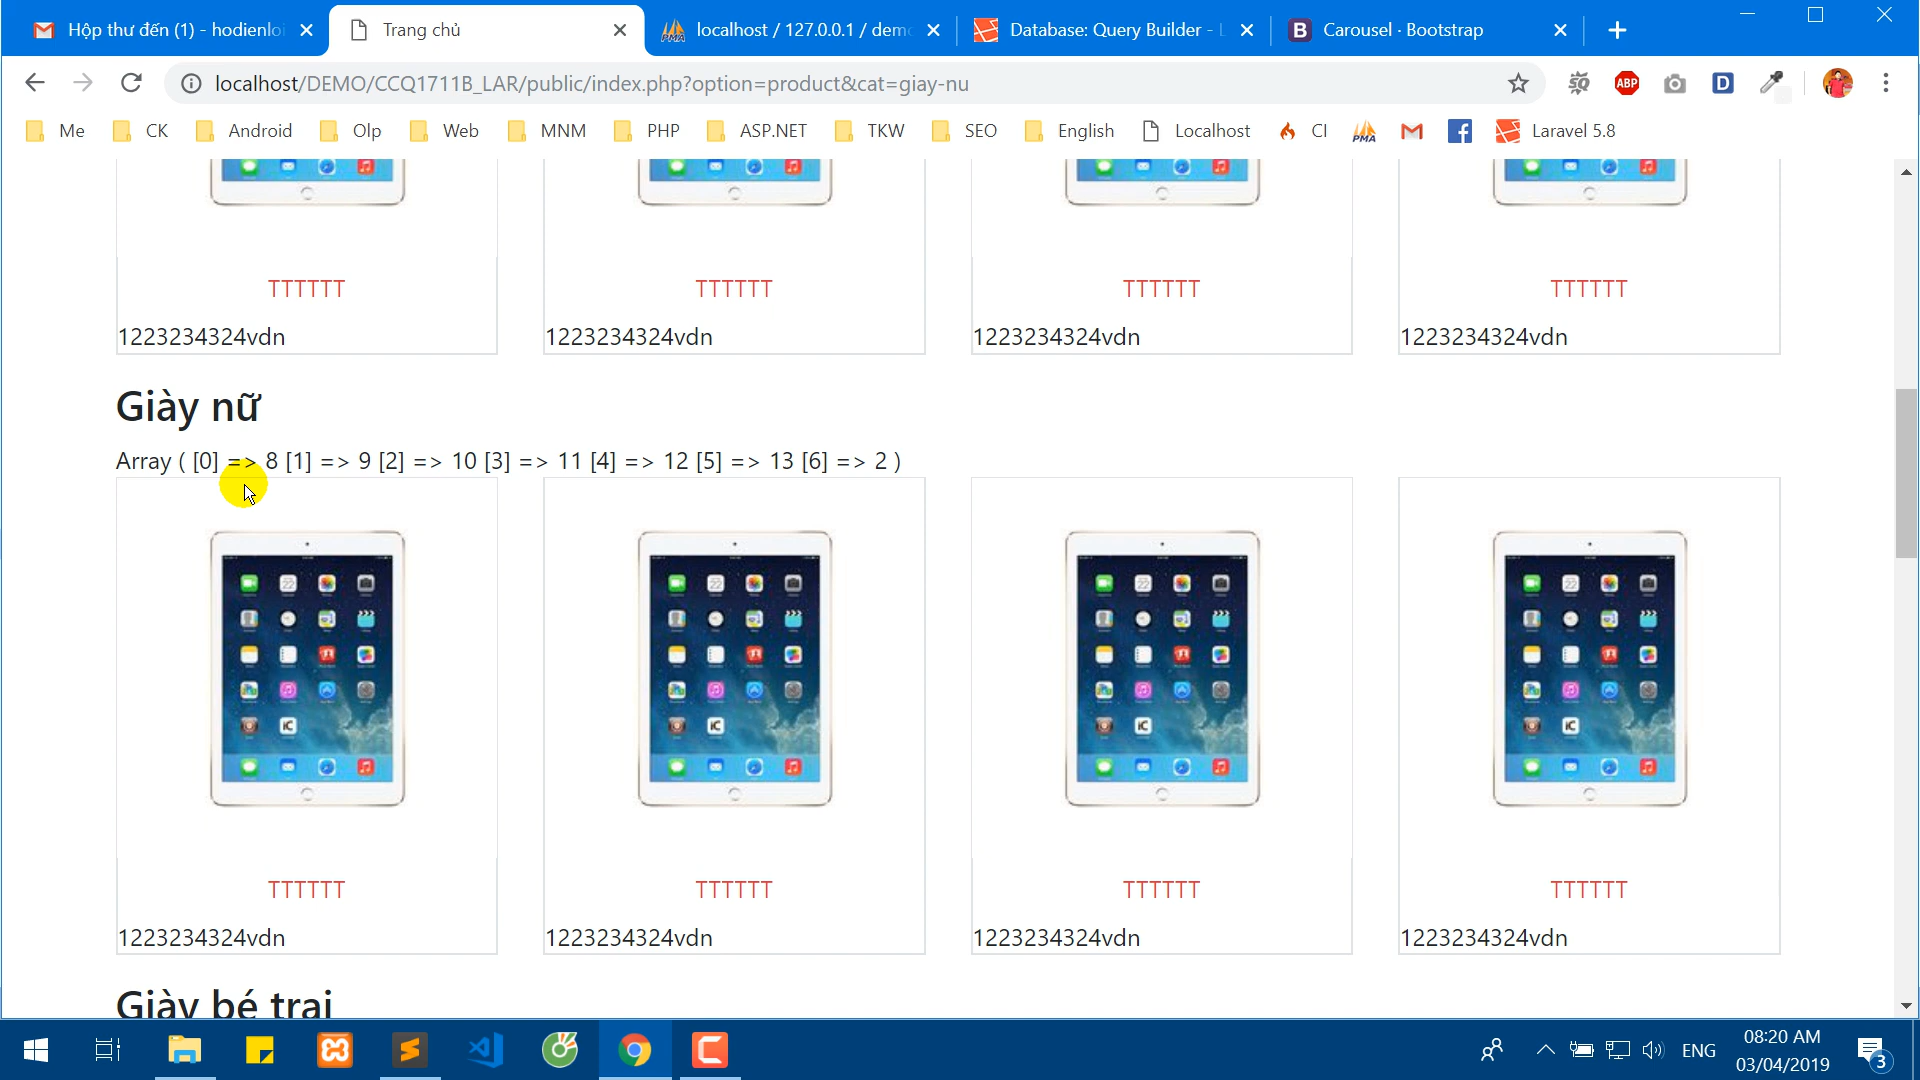 Hộp thư đến (1) - hodienloi
Trang chủ
localhost / 127.0.0.1 / demo
Database: Query Builder - L
Carousel · Bootstrap
localhost/DEMO/CCQ1711B_LAR/public/index.php?option=product&cat=giay-nu
Me CK Android Olp Web MNM PHP ASP.NET TKW SEO English Localhost CI PMA Laravel 5.8
TTTTTT TTTTTT TTTTTT TTTTTT
1223234324vdn 1223234324vdn 1223234324vdn 1223234324vdn
Giày nữ
Array ( [0] => 8 [1] => 9 [2] => 10 [3] => 11 [4] => 12 [5] => 13 [6] => 2 )
TTTTTT TTTTTT TTTTTT TTTTTT
1223234324vdn 1223234324vdn 1223234324vdn 1223234324vdn
Giày bé trai
ENG
08:20 AM
03/04/2019
3